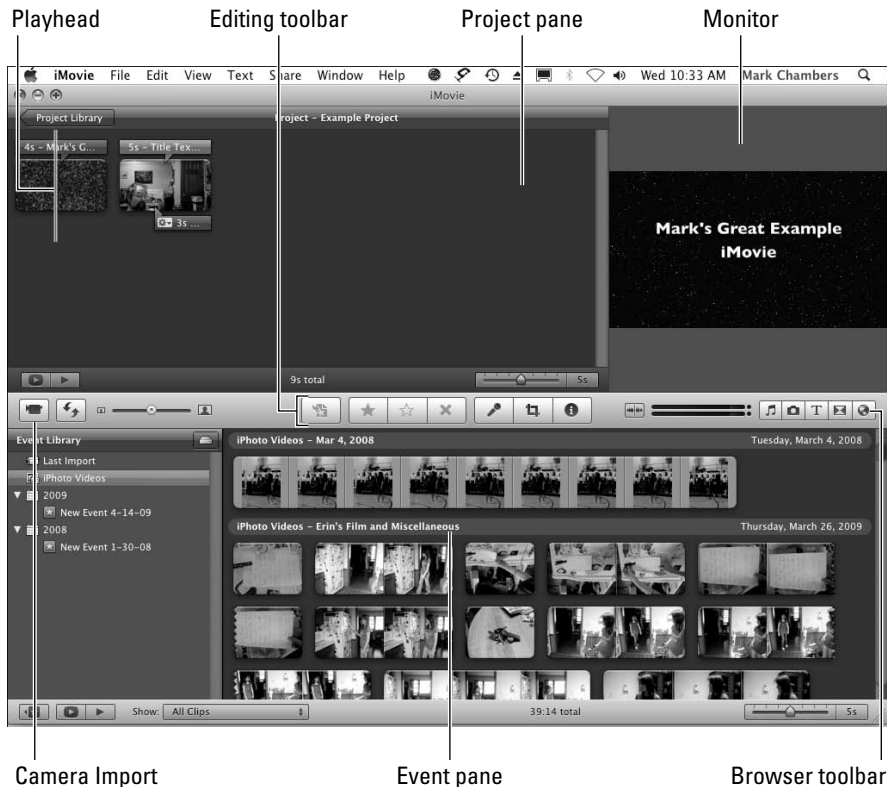 Playhead
Editing toolbar
Project pane
Monitor
iMovie File Edit View Text Share Window Help Wed 10:33 AM Mark Chambers
iMovie
Project Library
Project – Example Project
4s – Mark's G...
5s – Title Tex...
3s ...
Mark's Great Example
iMovie
9s total
5s
T
Event Library
Last Import
iPhoto Videos
2009
New Event 4-14-09
2008
New Event 1-30-08
iPhoto Videos – Mar 4, 2008
Tuesday, March 4, 2008
iPhoto Videos – Erin's Film and Miscellaneous
Thursday, March 26, 2009
Show: All Clips
39:14 total
5s
Camera Import
Event pane
Browser toolbar